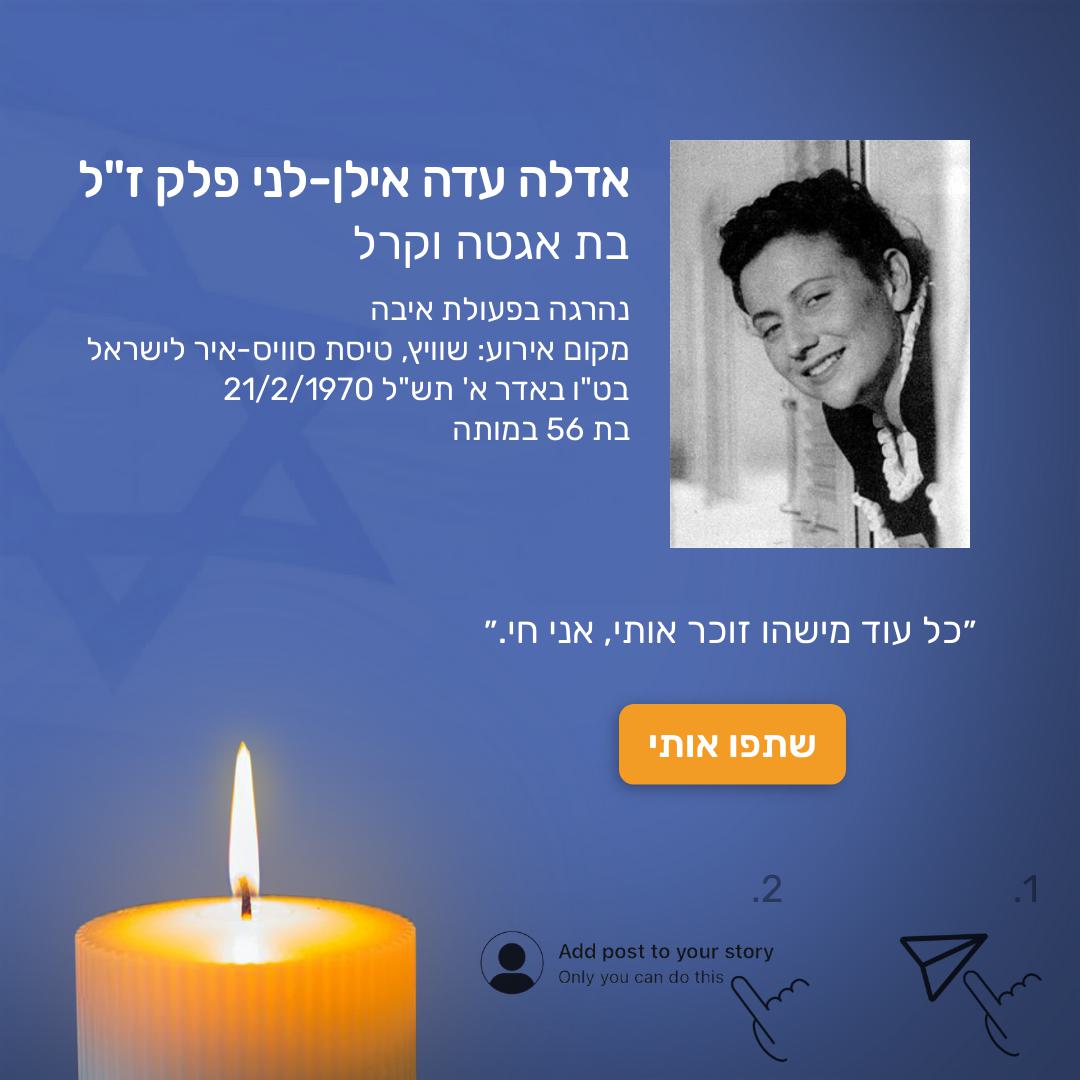 אדלה עדה אילן-לני פלק ז"ל
בת אגטה וקרל
נהרגה בפעולת איבה
מקום אירוע: שוויץ, טיסת סוויס-איר לישראל
בט"ו באדר א' תש"ל 21/2/1970
בת 56 במותה
״כל עוד מישהו זוכר אותי, אני חי.״
שתפו אותי
1.
2.
Add post to your story
Only you can do this